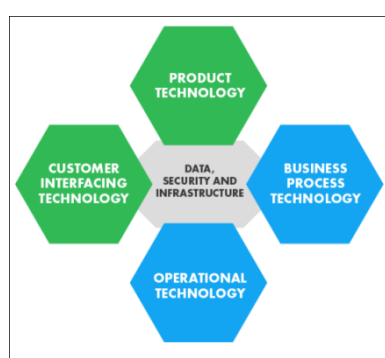 PRODUCT
TECHNOLOGY
CUSTOMER
INTERFACING
TECHNOLOGY
DATA,
SECURITY AND
INFRASTRUCTURE
BUSINESS
PROCESS
TECHNOLOGY
OPERATIONAL
TECHNOLOGY